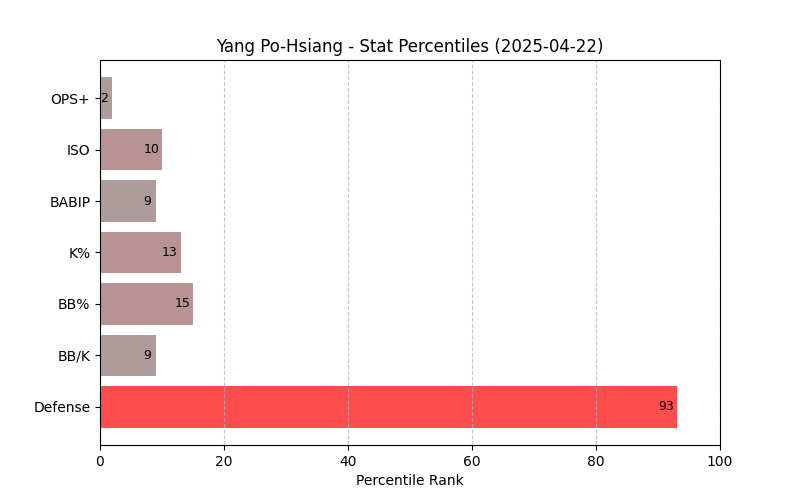 Yang Po-Hsiang - Stat Percentiles (2025-04-22)
OPS+
2
ISO
10
BABIP
9
K%
13
BB%
15
BB/K
9
Defense
93
0 20 40 60 80 100
Percentile Rank